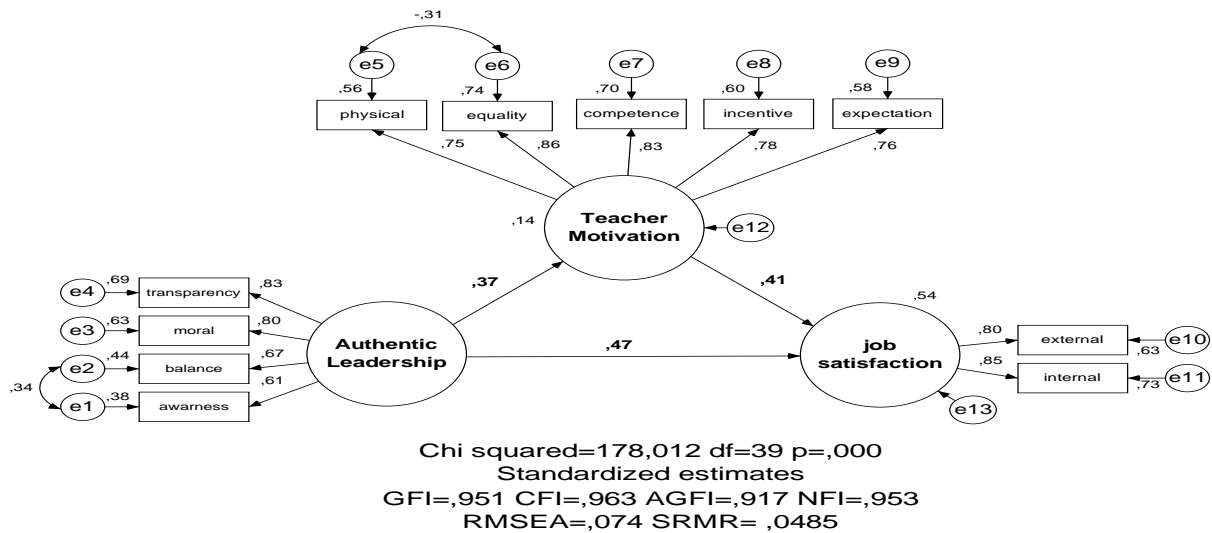 -,31
e5 e6 e7 e8 e9
,56 ,74 ,70 ,60 ,58
physical equality competence incentive expectation
,75 ,86 ,83 ,78 ,76
,14 Teacher e12
Motivation
e4 ,69 transparency ,83
,37 ,41
e3 ,63 moral ,80
e2 ,44 balance ,67
,34
e1 ,38 awarness ,61
Authentic
Leadership
,47
,54
job
satisfaction
,80 external ,63 e10
,85 internal ,73 e11
e13
Chi squared=178,012 df=39 p=,000
Standardized estimates
GFI=,951 CFI=,963 AGFI=,917 NFI=,953
RMSEA=,074 SRMR= ,0485